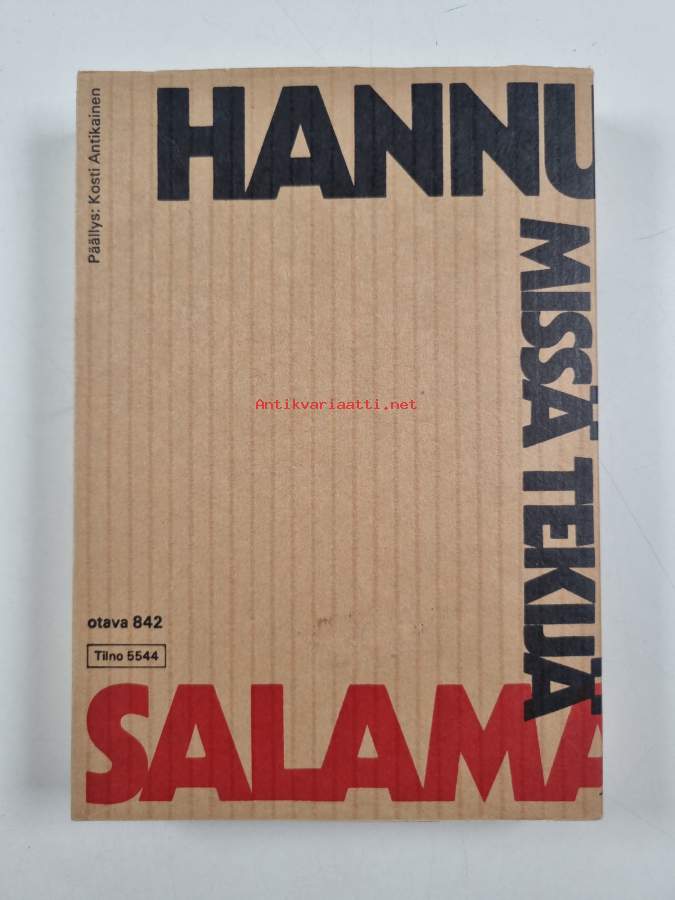 Päällys: Kosti Antikainen
HANNU
MISSÄ TEKIJÄ
Antikvariaatti.net
otava 842
Tilno 5544
SALAMA